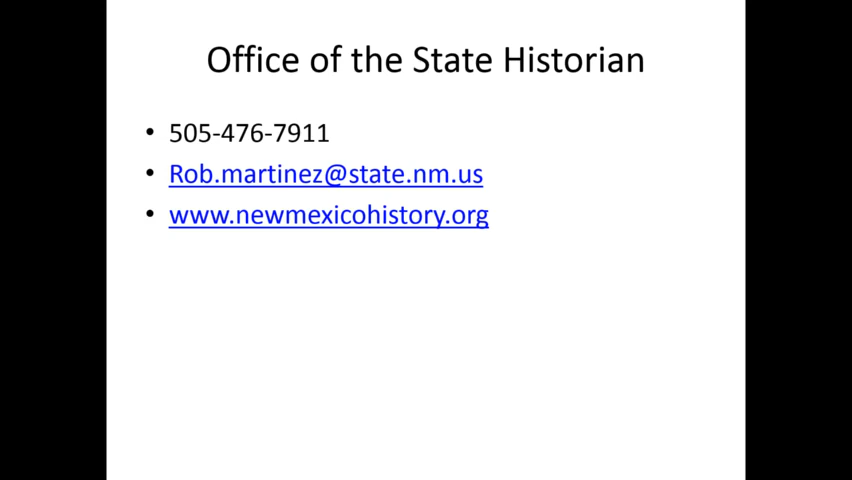 Office of the State Historian
• 505-476-7911
• Rob.martinez@state.nm.us
• www.newmexicohistory.org